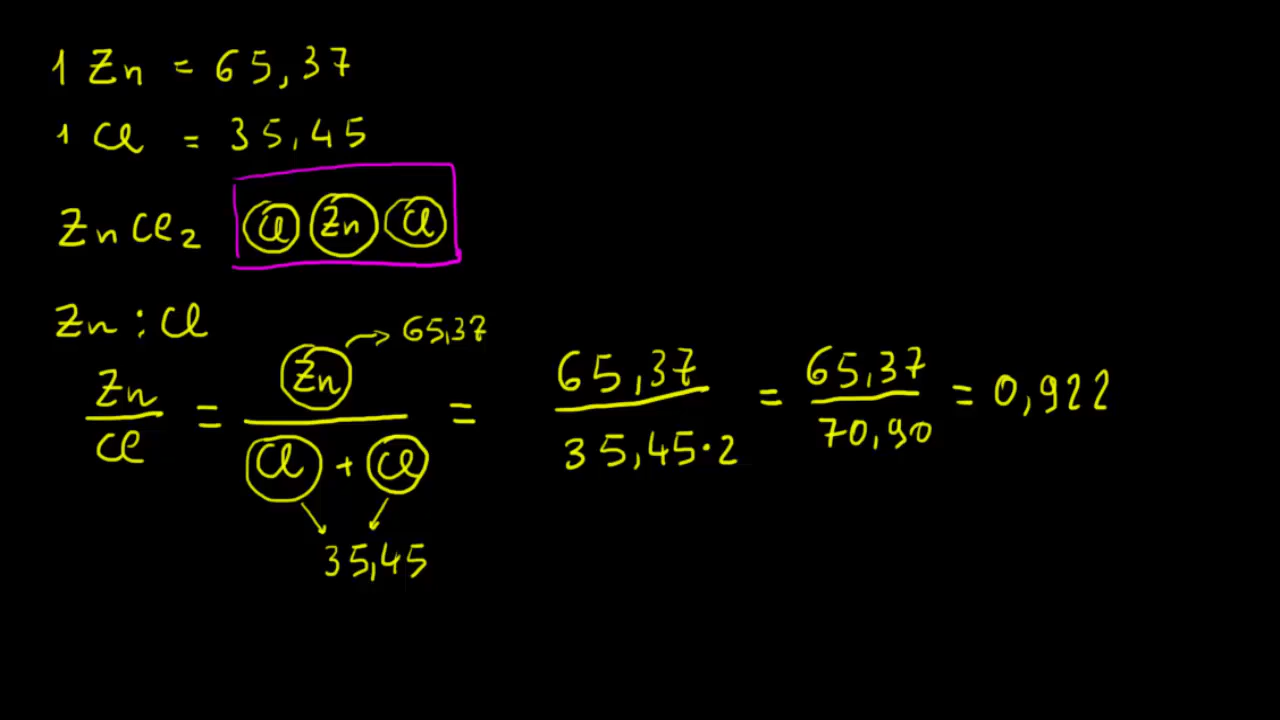 1 Zn = 65,37
1 Cl = 35,45
ZnCl₂ Cl Zn Cl
Zn : Cl
65,37
Zn / Cl = Zn / Cl + Cl = 65,37 / 35,45·2 = 65,37 / 70,90 = 0,922
35,45